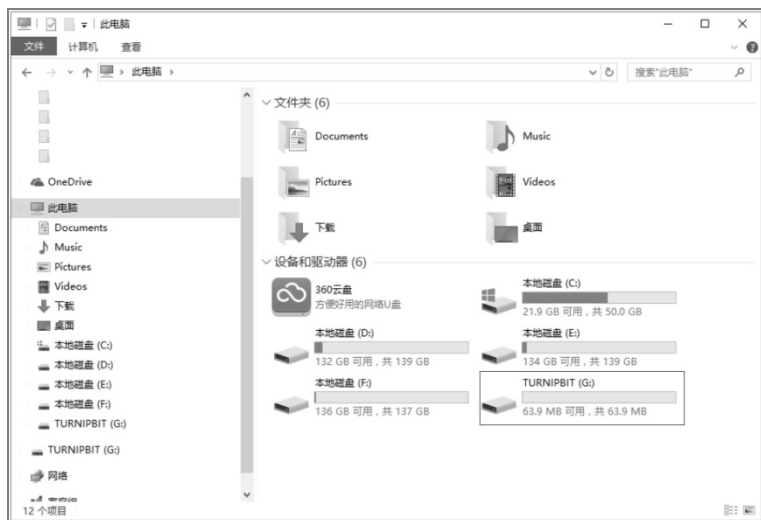 此电脑
文件 计算机 查看
此电脑
搜索"此电脑"
OneDrive
此电脑
Documents
Music
Pictures
Videos
下载
桌面
本地磁盘 (C:)
本地磁盘 (D:)
本地磁盘 (E:)
本地磁盘 (F:)
TURNIPBIT (G:)
TURNIPBIT (G:)
网络
12 个项目
文件夹 (6)
Documents
Music
Pictures
Videos
下载
桌面
设备和驱动器 (6)
360云盘
方便好用的网络U盘
本地磁盘 (C:)
21.9 GB 可用，共 50.0 GB
本地磁盘 (D:)
132 GB 可用，共 139 GB
本地磁盘 (E:)
134 GB 可用，共 139 GB
本地磁盘 (F:)
136 GB 可用，共 137 GB
TURNIPBIT (G:)
63.9 MB 可用，共 63.9 MB